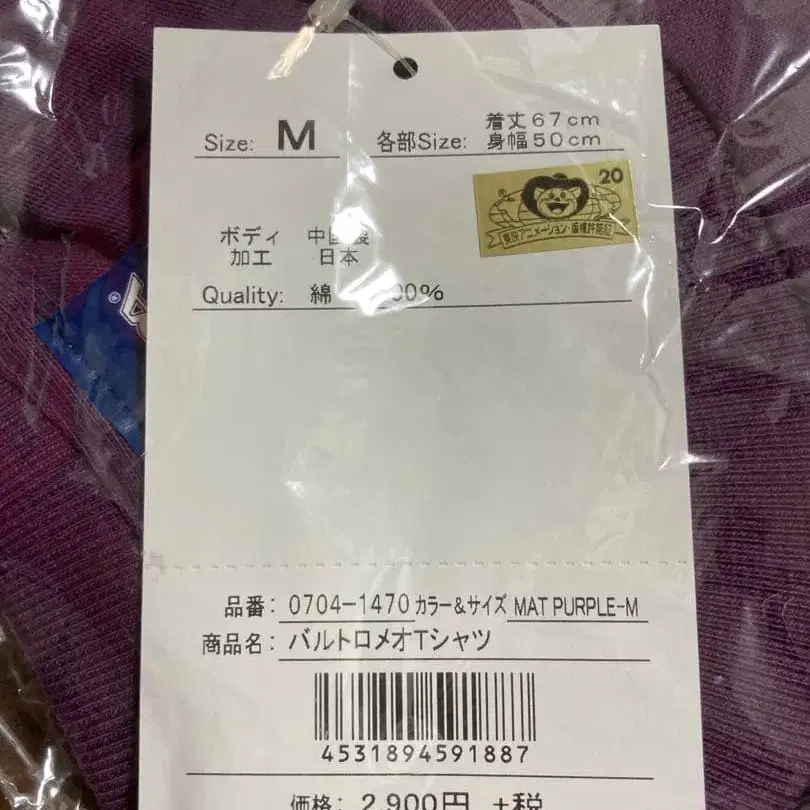 Size: M 各部Size: 着丈67cm
身幅50cm
20
東映アニメーション・版権許諾証
ボディ 中国製
加工 日本
Quality: 綿 00%
品番: 0704-1470 カラー&サイズ MAT PURPLE-M
商品名: バルトロメオTシャツ
4531894591887
価格: 2,900円 +税